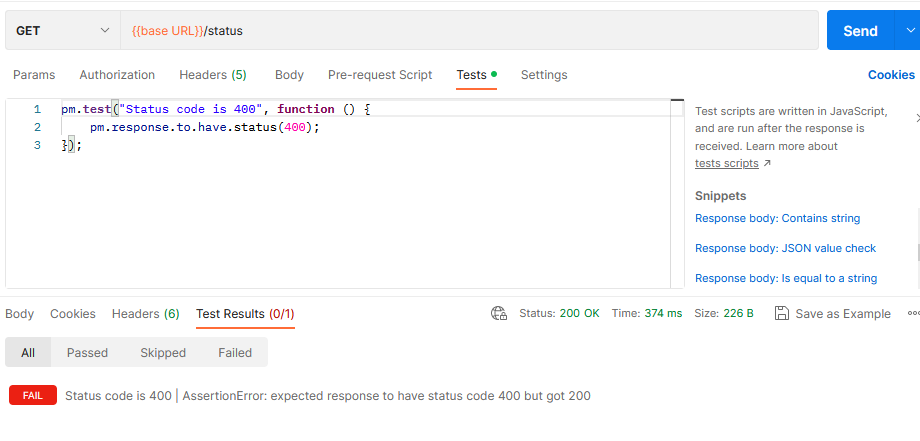 GET {{base URL}}/status Send
Params Authorization Headers (5) Body Pre-request Script Tests Settings Cookies
1 pm.test("Status code is 400", function () {
2 pm.response.to.have.status(400);
3 });
Test scripts are written in JavaScript,
and are run after the response is
received. Learn more about
tests scripts ↗
Snippets
Response body: Contains string
Response body: JSON value check
Response body: Is equal to a string
Body Cookies Headers (6) Test Results (0/1) Status: 200 OK Time: 374 ms Size: 226 B Save as Example
All Passed Skipped Failed
FAIL Status code is 400 | AssertionError: expected response to have status code 400 but got 200